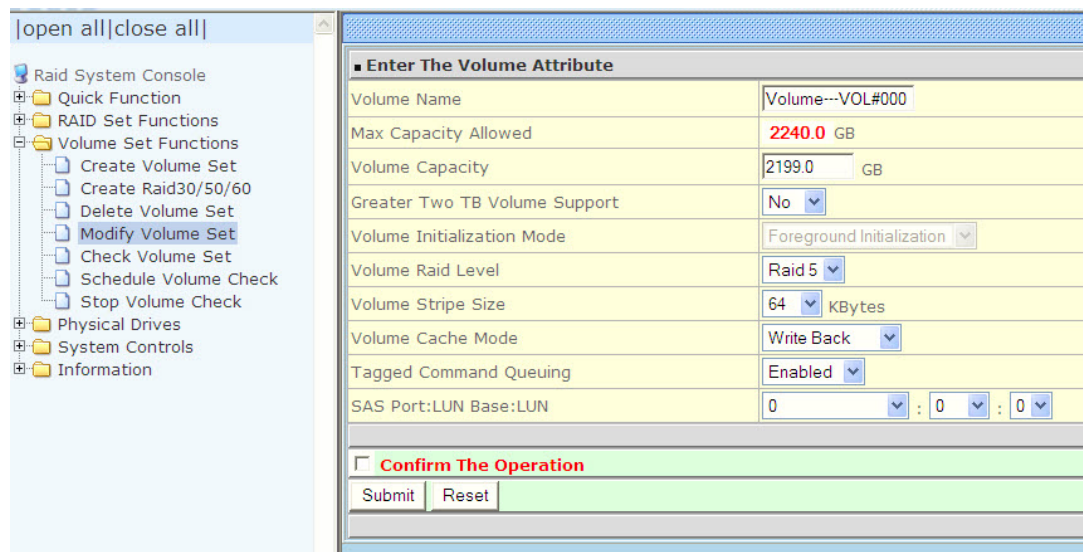 |open all|close all|
Raid System Console
Quick Function
RAID Set Functions
Volume Set Functions
Create Volume Set
Create Raid30/50/60
Delete Volume Set
Modify Volume Set
Check Volume Set
Schedule Volume Check
Stop Volume Check
Physical Drives
System Controls
Information
Enter The Volume Attribute
Volume Name Volume---VOL#000
Max Capacity Allowed 2240.0 GB
Volume Capacity 2199.0 GB
Greater Two TB Volume Support No
Volume Initialization Mode Foreground Initialization
Volume Raid Level Raid 5
Volume Stripe Size 64 KBytes
Volume Cache Mode Write Back
Tagged Command Queuing Enabled
SAS Port:LUN Base:LUN 0 : 0 : 0
Confirm The Operation
Submit Reset